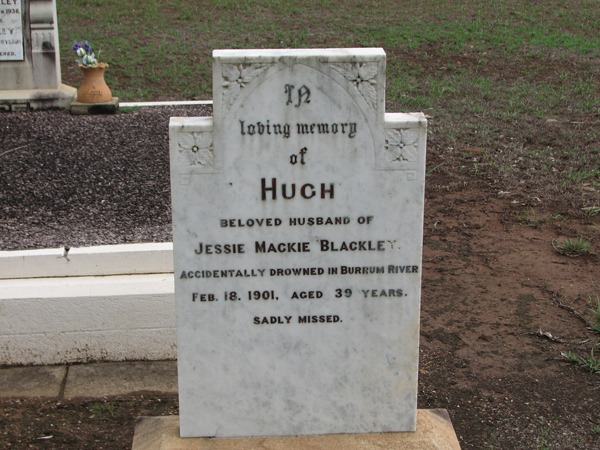 In
loving memory
of
HUGH
BELOVED HUSBAND OF
JESSIE MACKIE BLACKLEY.
ACCIDENTALLY DROWNED IN BURRUM RIVER
FEB. 18. 1901, AGED 39 YEARS.
SADLY MISSED.